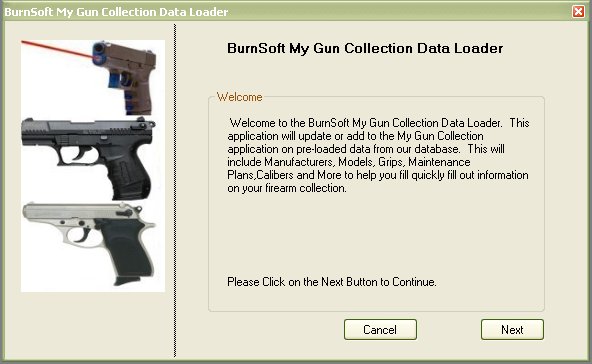 BurnSoft My Gun Collection Data Loader
BurnSoft My Gun Collection Data Loader
Welcome
Welcome to the BurnSoft My Gun Collection Data Loader.  This
application will update or add to the My Gun Collection
application on pre-loaded data from our database.  This will
include Manufacturers, Models, Grips, Maintenance
Plans,Calibers and More to help you fill quickly fill out information
on your firearm collection.
Please Click on the Next Button to Continue.
Cancel
Next